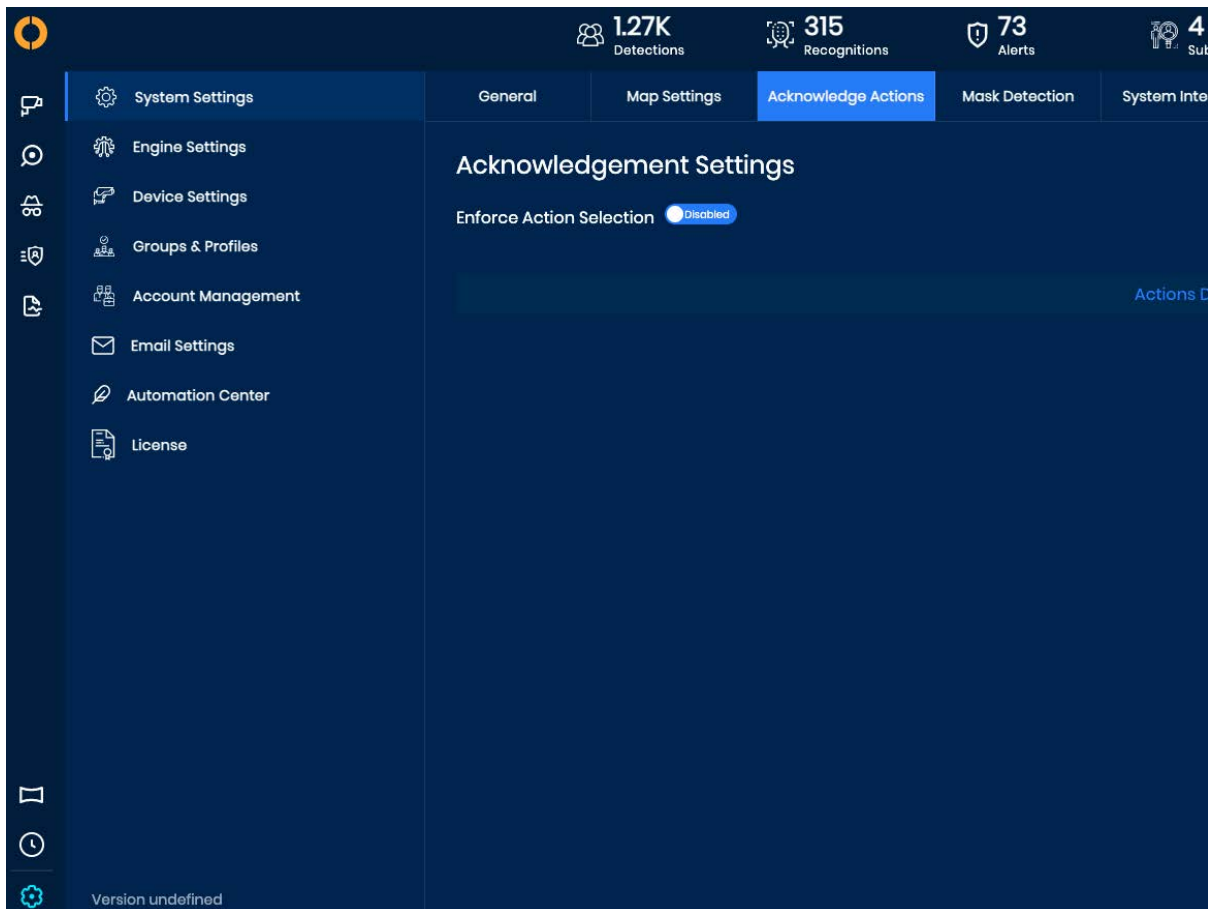 1.27K
Detections
315
Recognitions
73
Alerts
4
System Settings
General
Map Settings
Acknowledge Actions
Mask Detection
System
Engine Settings
Device Settings
Groups & Profiles
Account Management
Email Settings
Automation Center
License
Acknowledgement Settings
Enforce Action Selection
Disabled
Actions
Version undefined